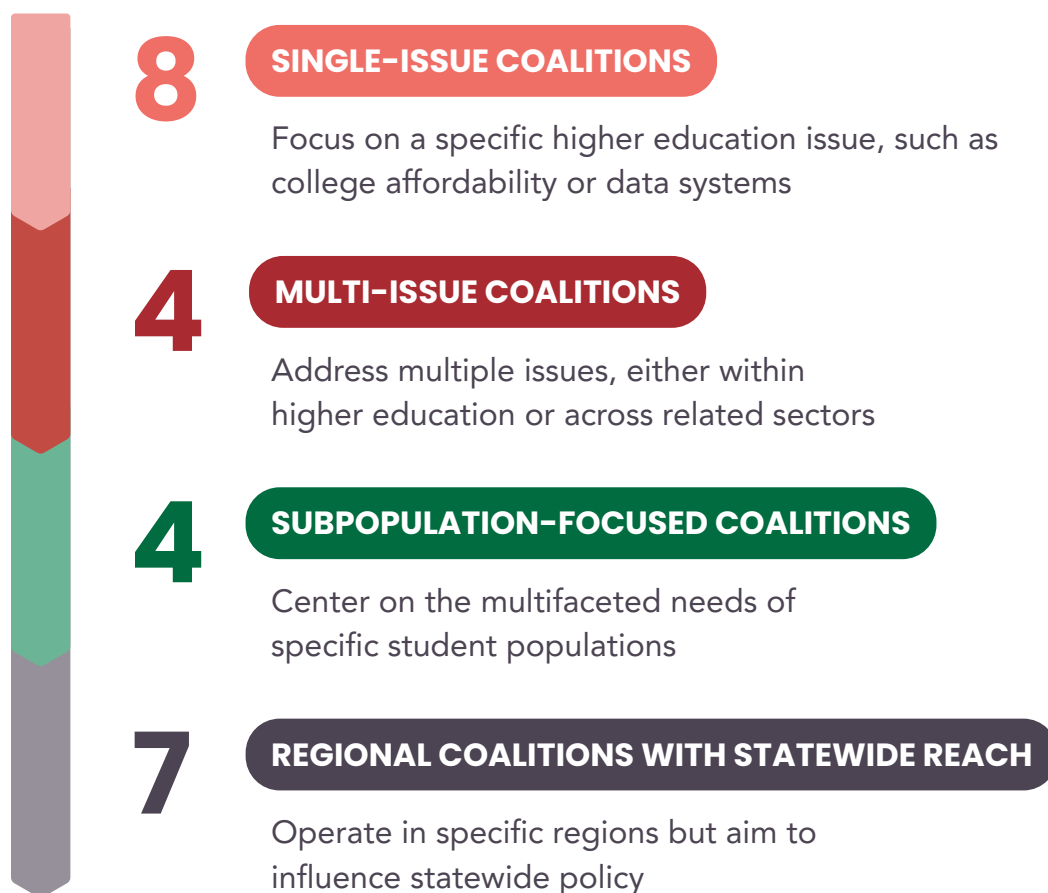 8
SINGLE-ISSUE COALITIONS
Focus on a specific higher education issue, such as
college affordability or data systems
4
MULTI-ISSUE COALITIONS
Address multiple issues, either within
higher education or across related sectors
4
SUBPOPULATION-FOCUSED COALITIONS
Center on the multifaceted needs of
specific student populations
7
REGIONAL COALITIONS WITH STATEWIDE REACH
Operate in specific regions but aim to
influence statewide policy